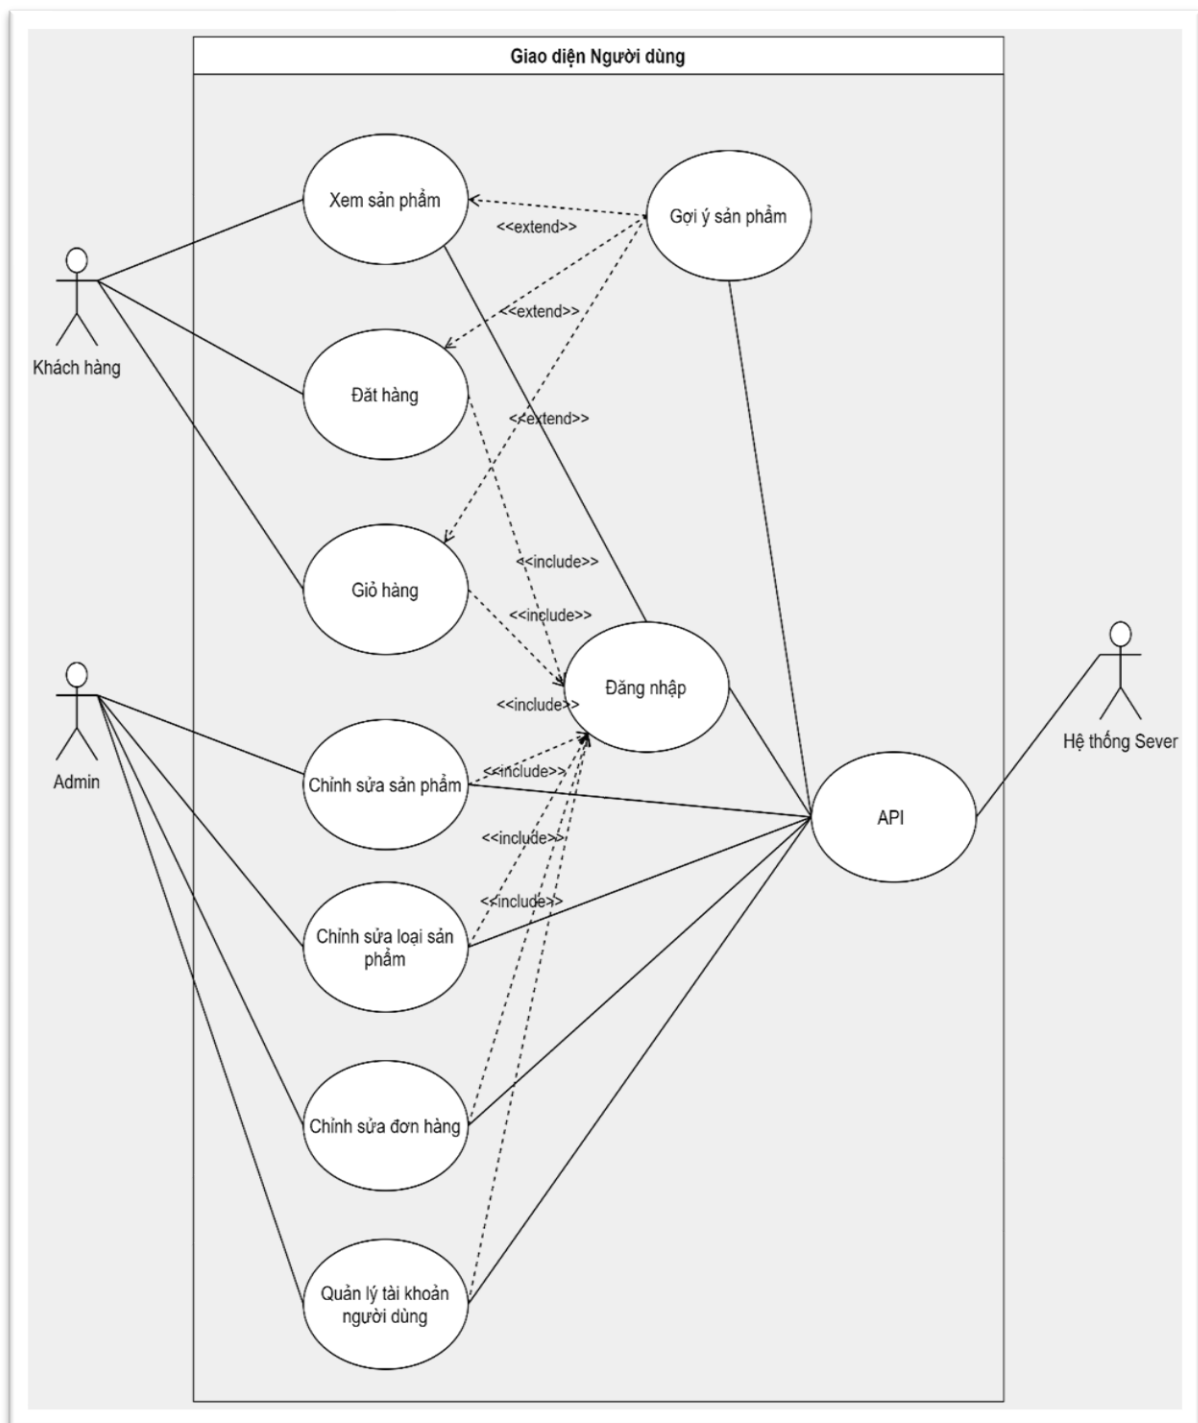 Giao diện Người dùng
Xem sản phẩm
Gợi ý sản phẩm
<<extend>>
<<extend>>
Khách hàng
Đăt hàng
<<extend>>
<<include>>
Giỏ hàng
<<include>>
Đăng nhập
<<include>>
Hệ thống Sever
Admin
Chỉnh sửa sản phẩm
<<include>>
API
<<include>>
<<include>>
Chỉnh sửa loại sản
phẩm
Chỉnh sửa đơn hàng
Quản lý tài khoản
người dùng